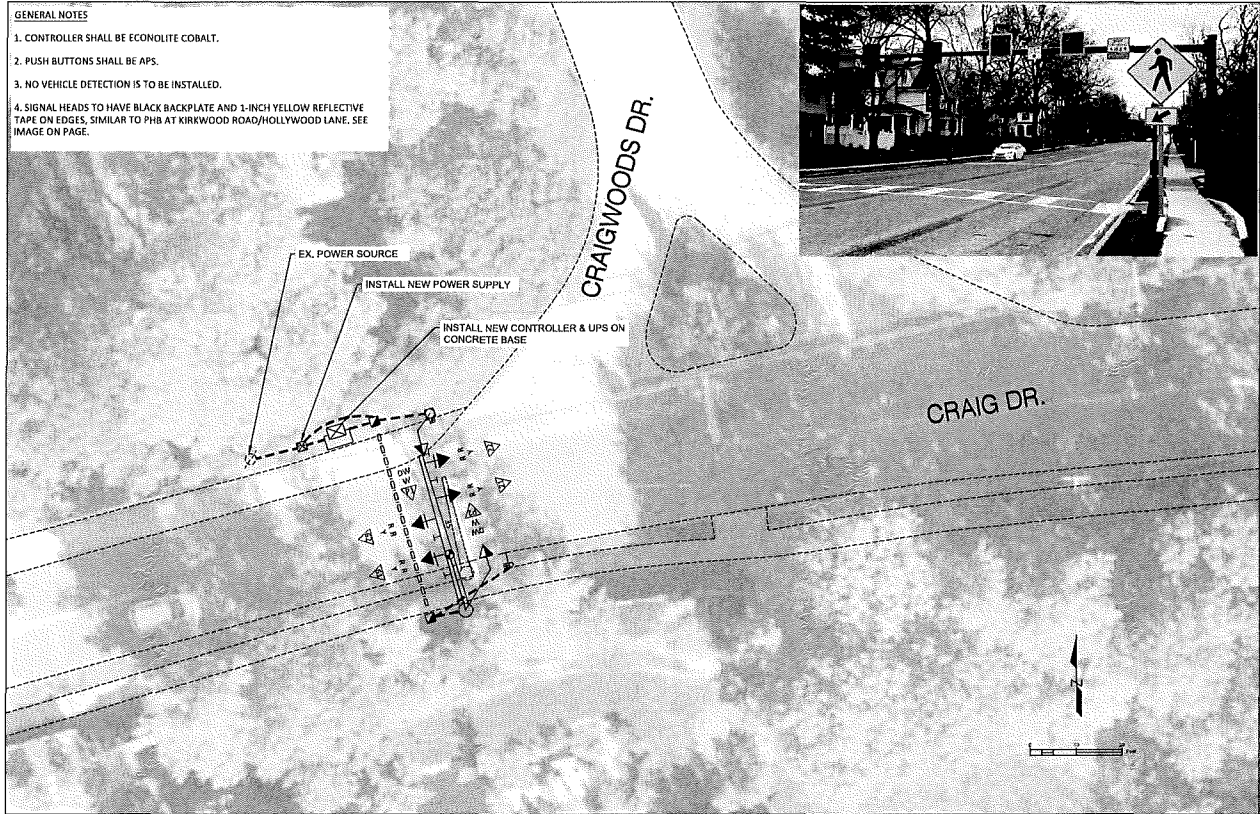 GENERAL NOTES
1. CONTROLLER SHALL BE ECONOLITE COBALT.
2. PUSH BUTTONS SHALL BE APS.
3. NO VEHICLE DETECTION IS TO BE INSTALLED.
4. SIGNAL HEADS TO HAVE BLACK BACKPLATE AND 1-INCH YELLOW REFLECTIVE
TAPE ON EDGES, SIMILAR TO PHB AT KIRKWOOD ROAD/HOLLYWOOD LANE. SEE
IMAGE ON PAGE.
CRAIGWOODS DR.
EX. POWER SOURCE
INSTALL NEW POWER SUPPLY
INSTALL NEW CONTROLLER & UPS ON
CONCRETE BASE
CRAIG DR.
DW
W
P1
R R
Y
R R
Y
R R
Y
R R
Y
W
DW
N